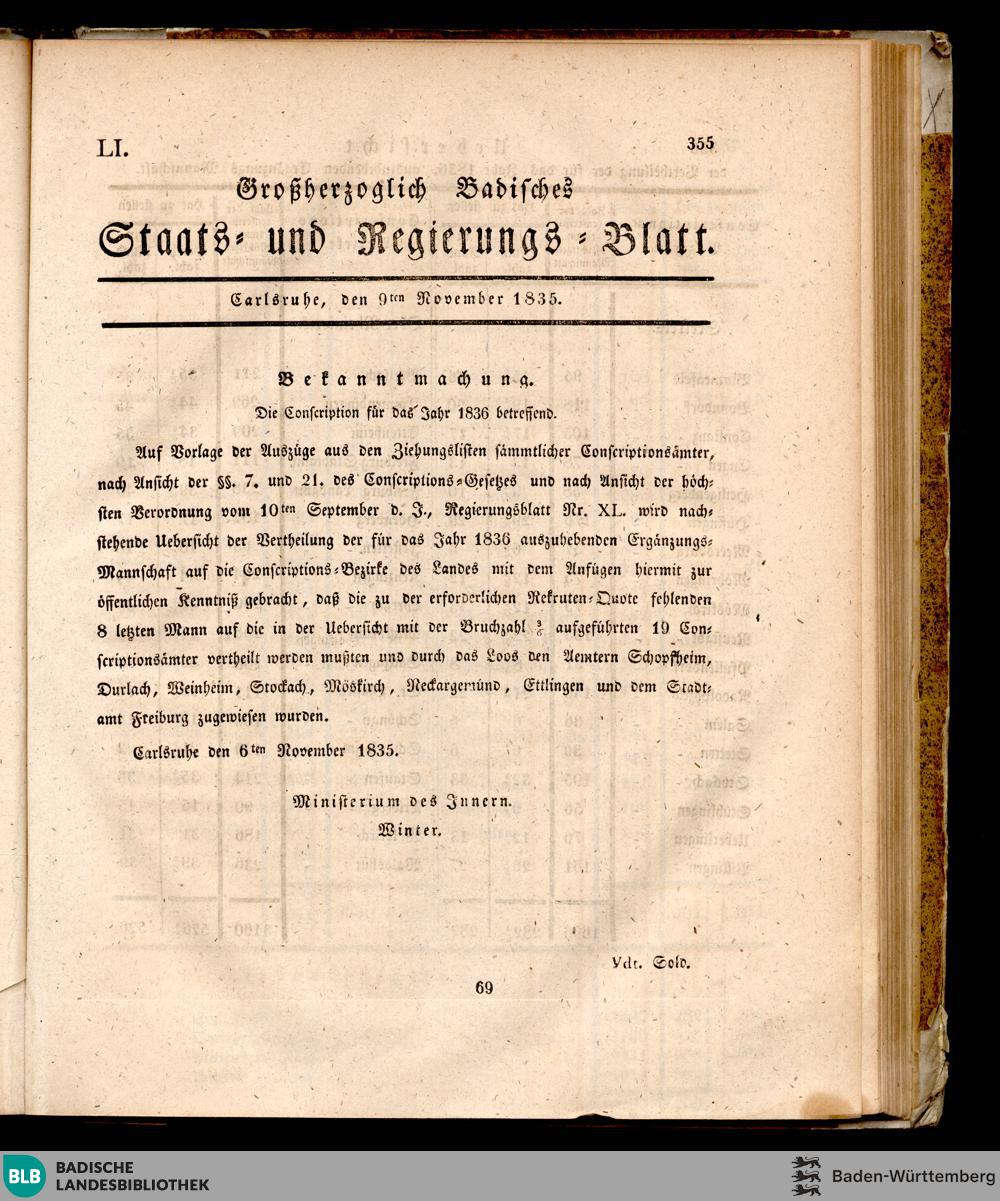 LI.
355
Großherzoglich Badisches
Staats- und Regierungs-Blatt.
Carlsruhe, den 9ten November 1835.
Bekanntmachung.
Die Conscription für das Jahr 1836 betreffend.
Auf Vorlage der Auszüge aus den Ziehungslisten sämmtlicher Conscriptionsämter,
nach Ansicht der §§. 7. und 21. des Conscriptions-Gesetzes und nach Ansicht der höch-
sten Verordnung vom 10ten September d. J., Regierungsblatt Nr. XL. wird nach-
stehende Uebersicht der Vertheilung der für das Jahr 1836 auszuhebenden Ergänzungs-
Mannschaft auf die Conscriptions-Bezirke des Landes mit dem Anfügen hiermit zur
öffentlichen Kenntniß gebracht, daß die zu der erforderlichen Rekruten-Quote fehlenden
8 letzten Mann auf die in der Uebersicht mit der Bruchzahl aufgeführten 19 Con-
scriptionsämter vertheilt werden mußten und durch das Loos den Aemtern Schopfheim,
Durlach, Weinheim, Stockach, Möskirch, Neckargemünd, Ettlingen und dem Stadt-
amt Freiburg zugewiesen wurden.
Carlsruhe den 6ten November 1835.
Ministerium des Innern.
Winter.
Vdt. Sold.
69
BLB BADISCHE
LANDESBIBLIOTHEK
Baden-Württemberg